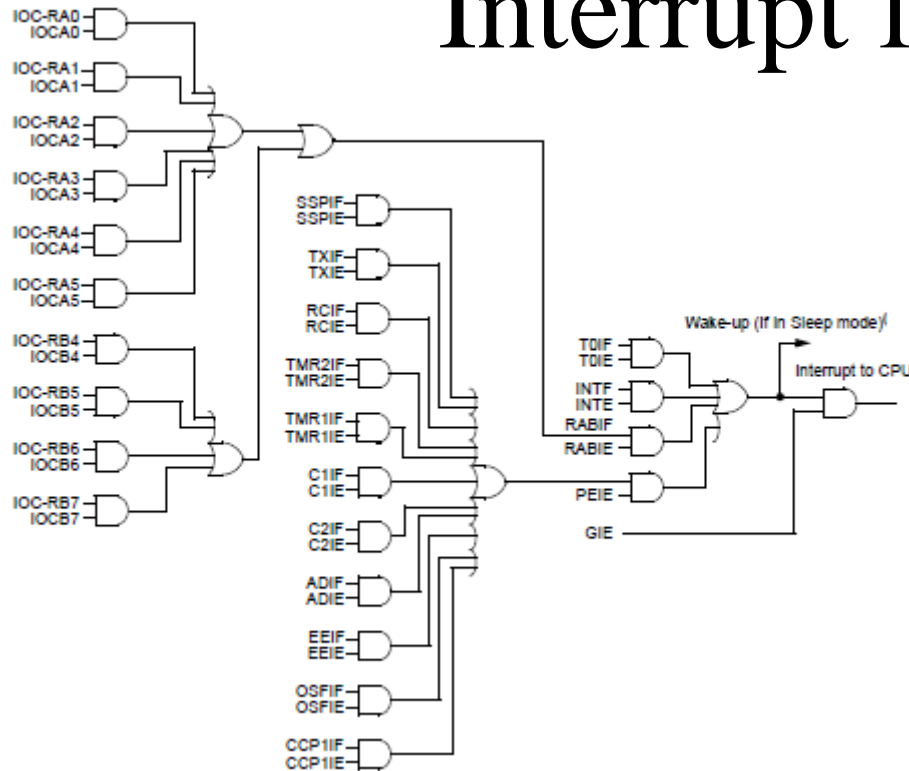 Interrupt
IOC-RA0
IOCA0
IOC-RA1
IOCA1
IOC-RA2
IOCA2
IOC-RA3
IOCA3
IOC-RA4
IOCA4
IOC-RA5
IOCA5
IOC-RB4
IOCB4
IOC-RB5
IOCB5
IOC-RB6
IOCB6
IOC-RB7
IOCB7
SSPIF
SSPIE
TXIF
TXIE
RCIF
RCIE
TMR2IF
TMR2IE
TMR1IF
TMR1IE
C1IF
C1IE
C2IF
C2IE
ADIF
ADIE
EEIF
EEIE
OSFIF
OSFIE
CCP1IF
CCP1IE
Wake-up (If in Sleep mode)
T0IF
T0IE
Interrupt to CPU
INTF
INTE
RABIF
RABIE
PEIE
GIE